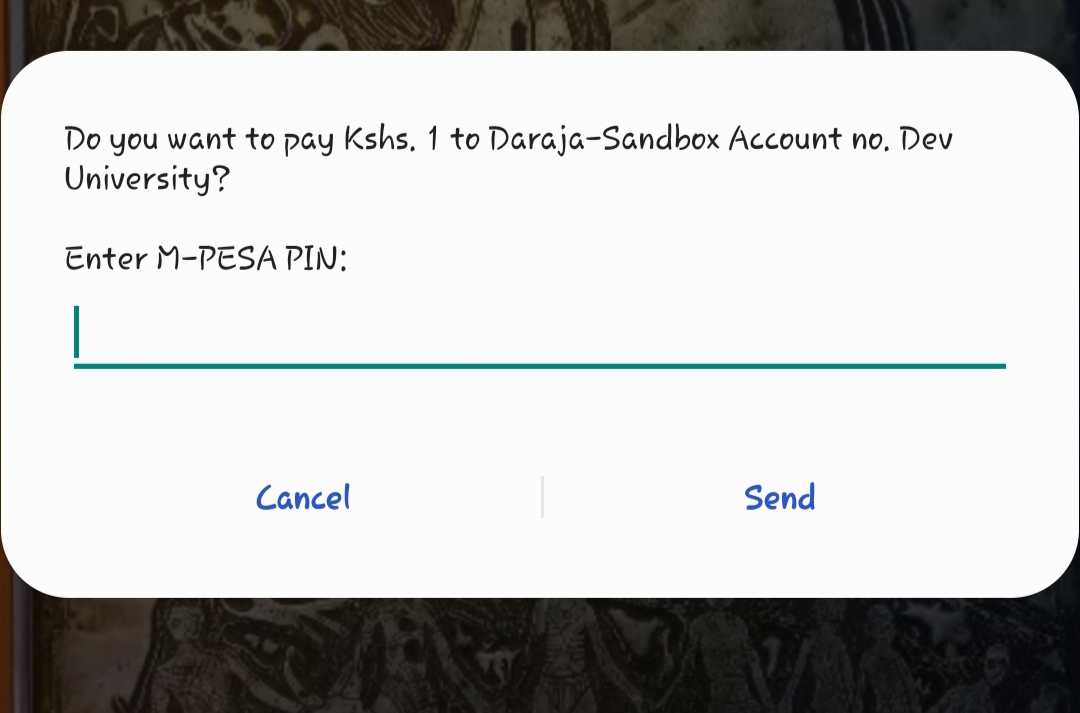 Do you want to pay Kshs. 1 to Daraja-Sandbox Account no. Dev
University?
Enter M-PESA PIN:
Cancel
Send